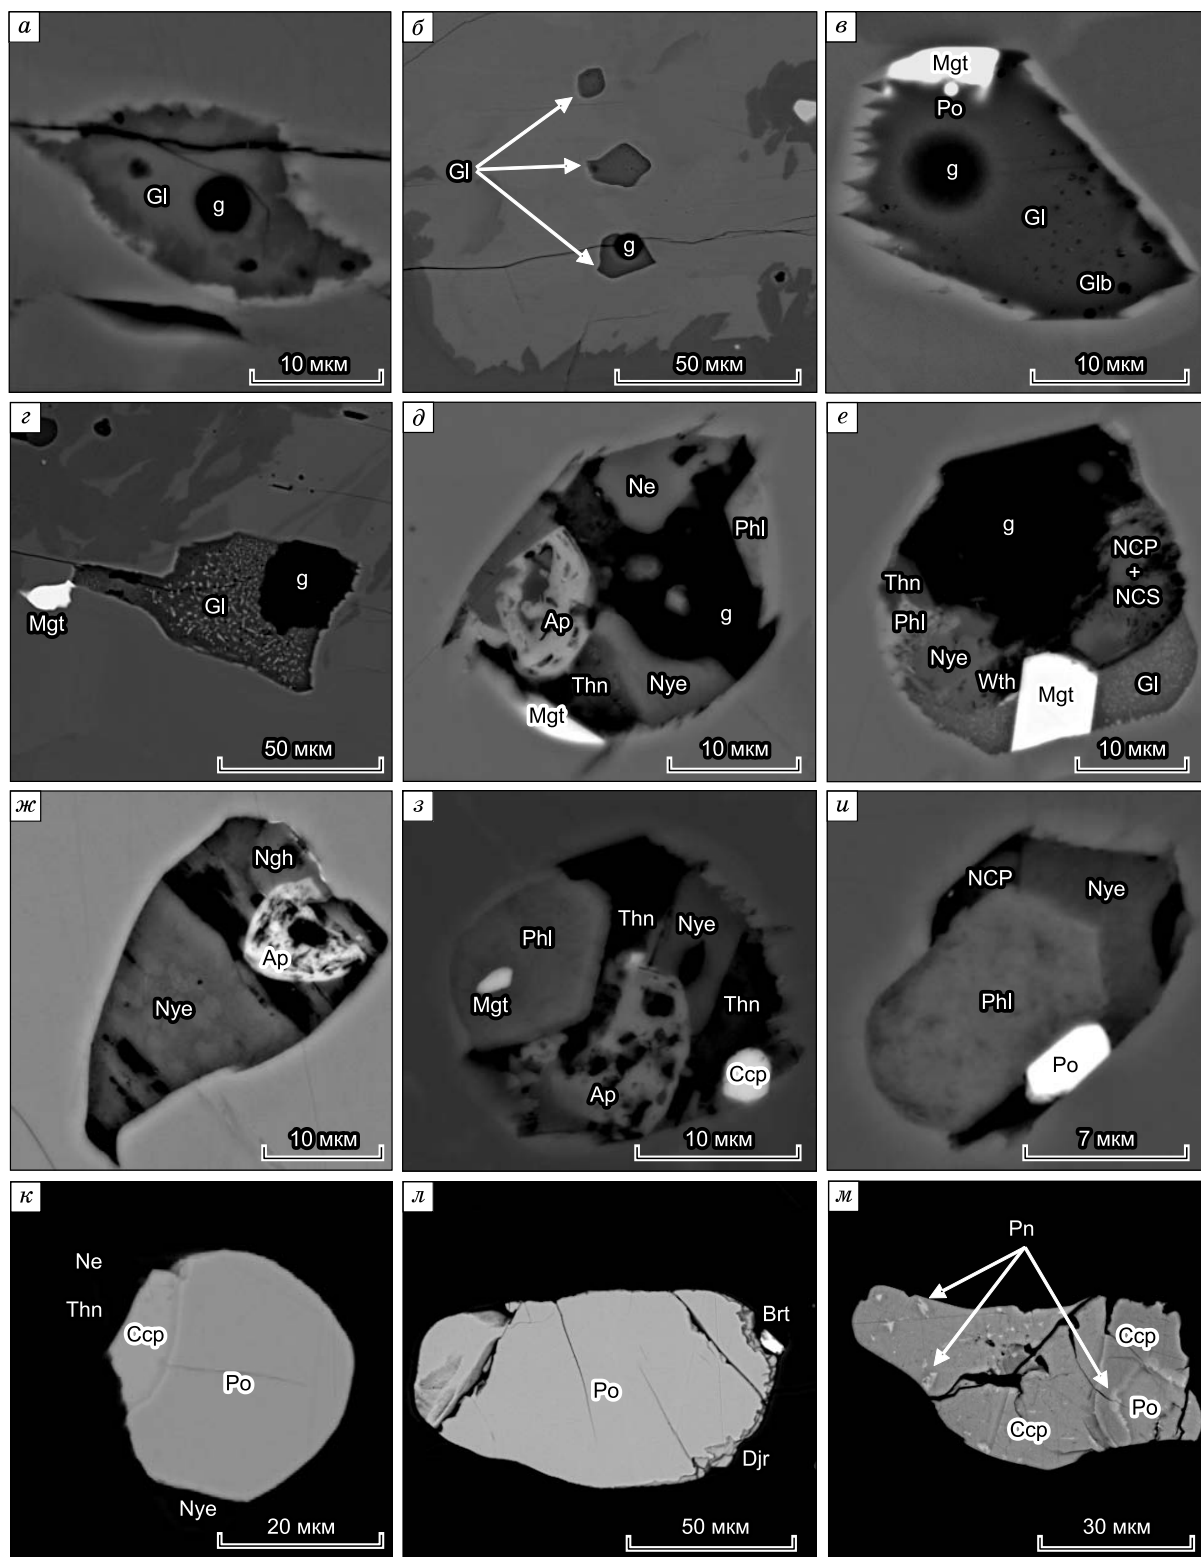 а
Gl
g
10 мкм
б
Gl
g
50 мкм
в
Mgt
Po
g
Gl
Glb
10 мкм
г
Mgt
Gl
g
50 мкм
д
Ne
Phl
Ap
g
Thn
Nye
Mgt
10 мкм
е
g
NCP
+
NCS
Thn
Phl
Nye
Wth
Mgt
Gl
10 мкм
ж
Ngh
Ap
Nye
10 мкм
з
Phl
Thn
Nye
Mgt
Thn
Ap
Ccp
10 мкм
и
NCP
Nye
Phl
Po
7 мкм
к
Ne
Thn
Ccp
Po
Nye
20 мкм
л
Brt
Po
Djr
50 мкм
м
Pn
Ccp
Po
Ccp
30 мкм